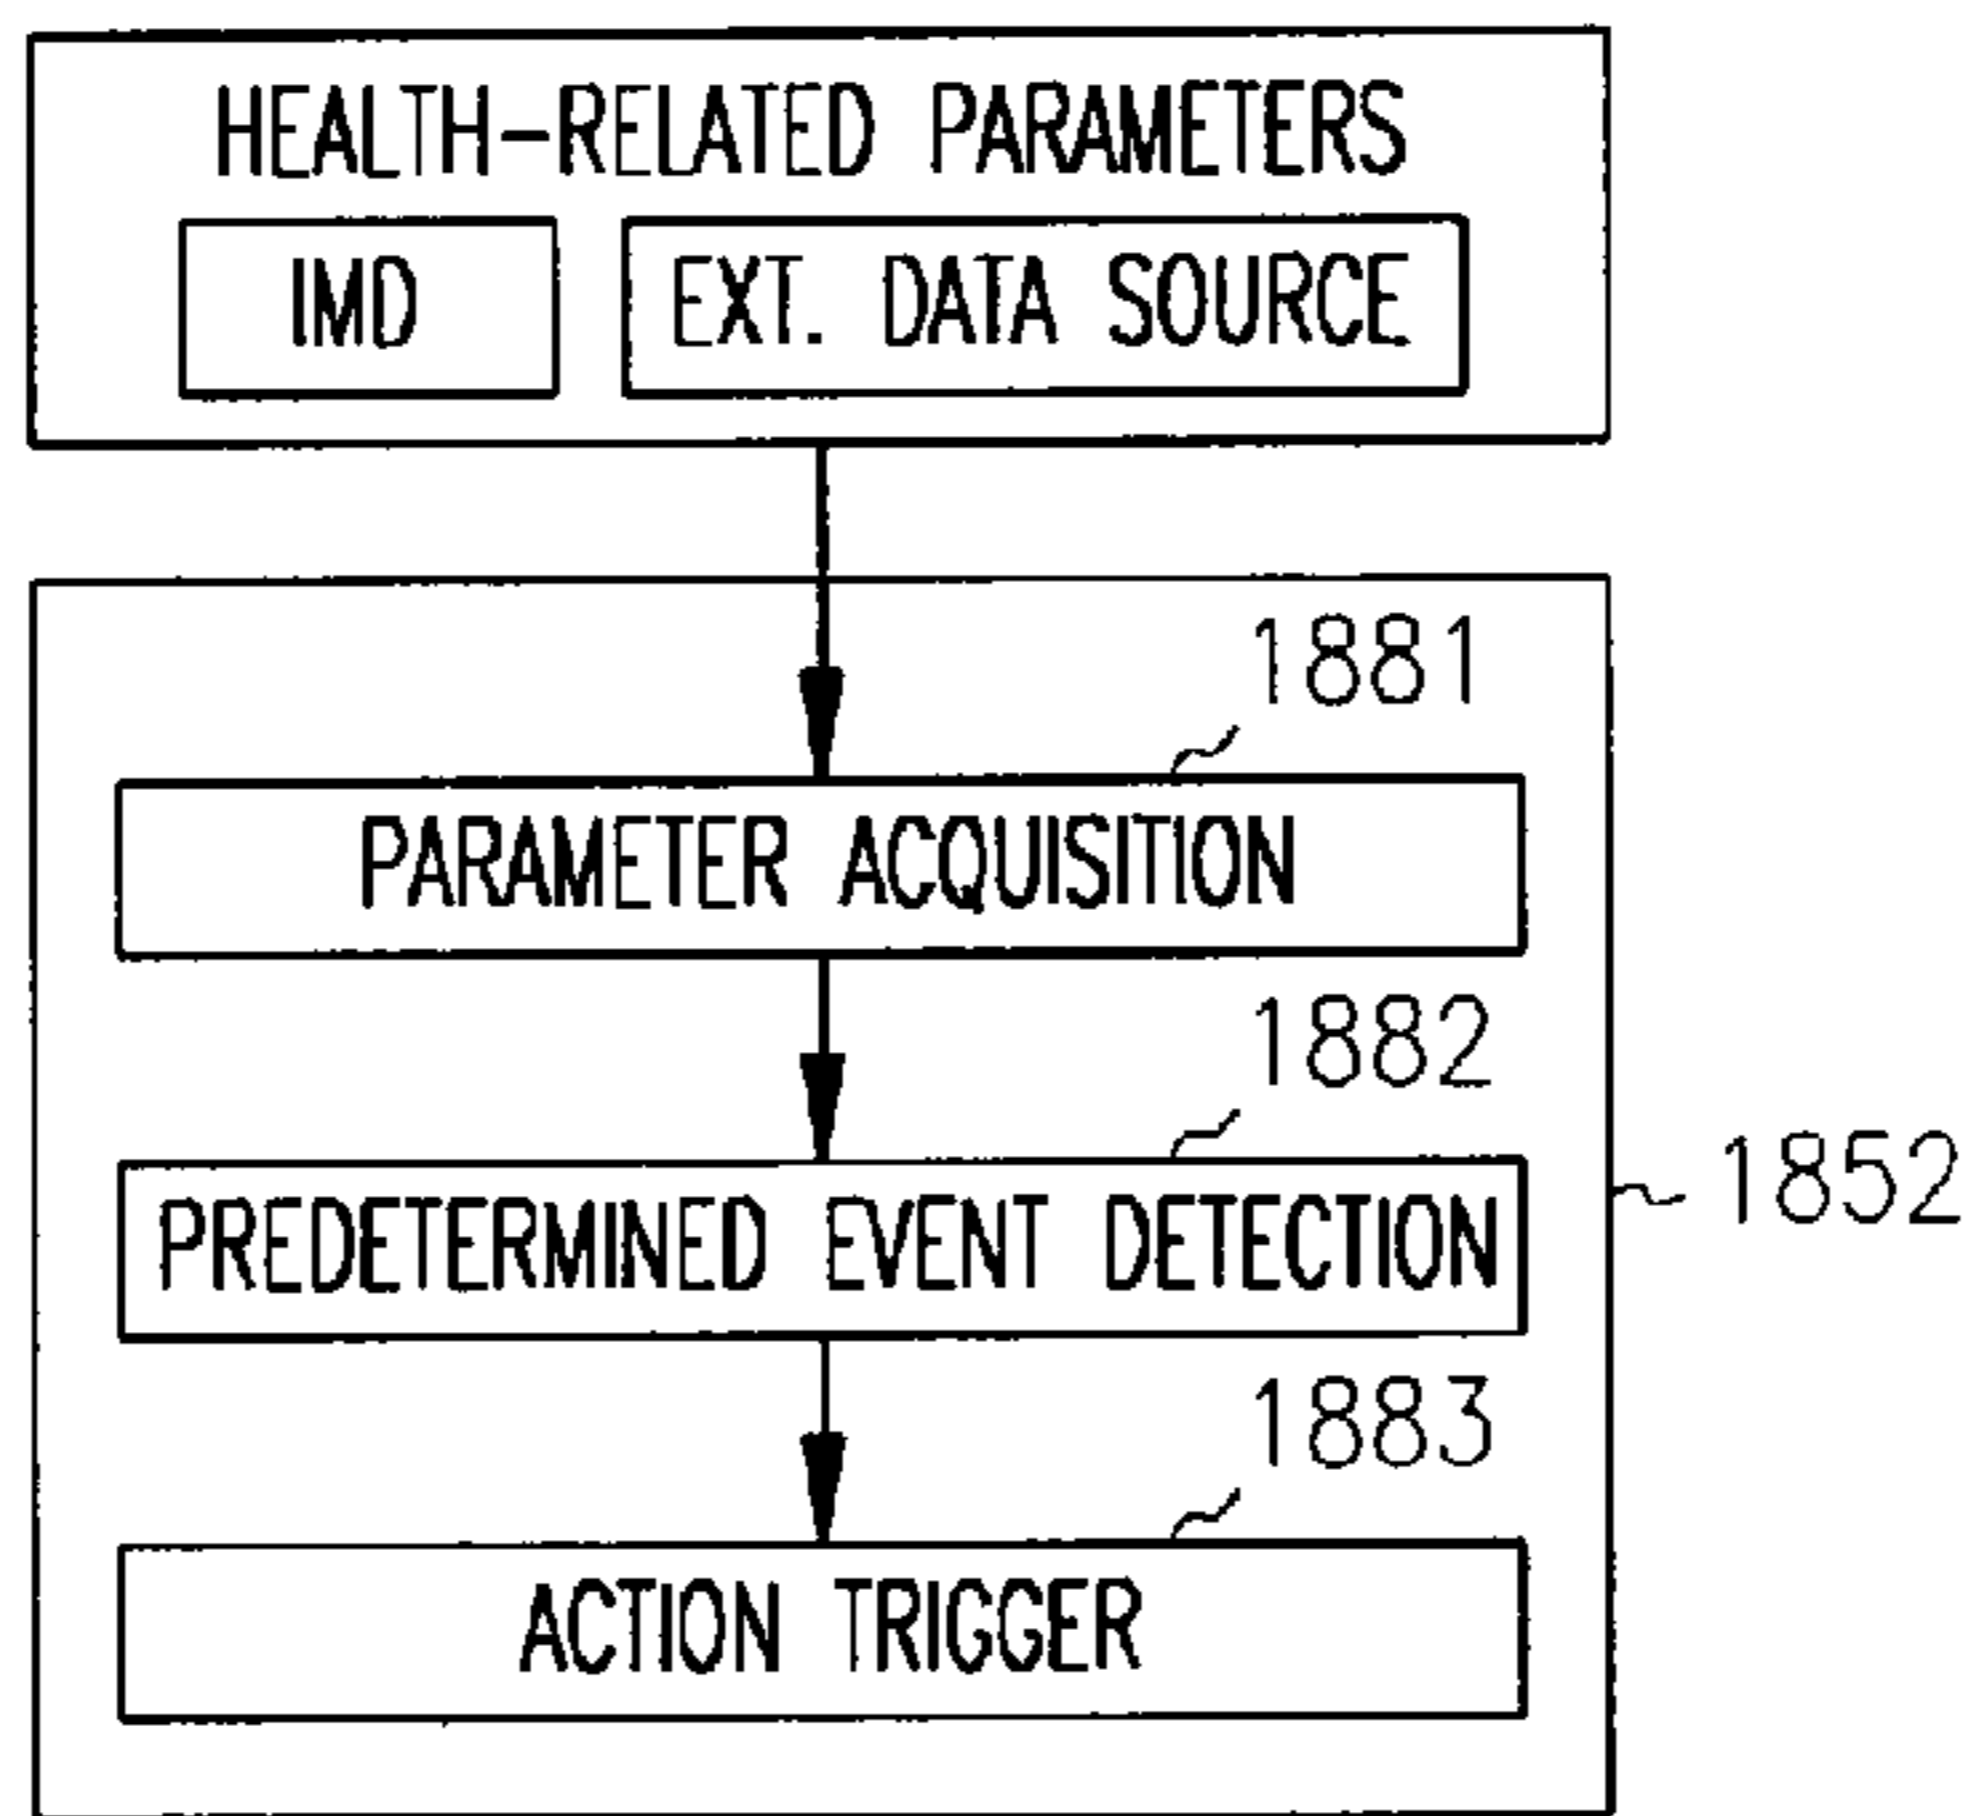 HEALTH-RELATED PARAMETERS
IMD EXT. DATA SOURCE
1881
PARAMETER ACQUISITION
1882
PREDETERMINED EVENT DETECTION
1852
1883
ACTION TRIGGER